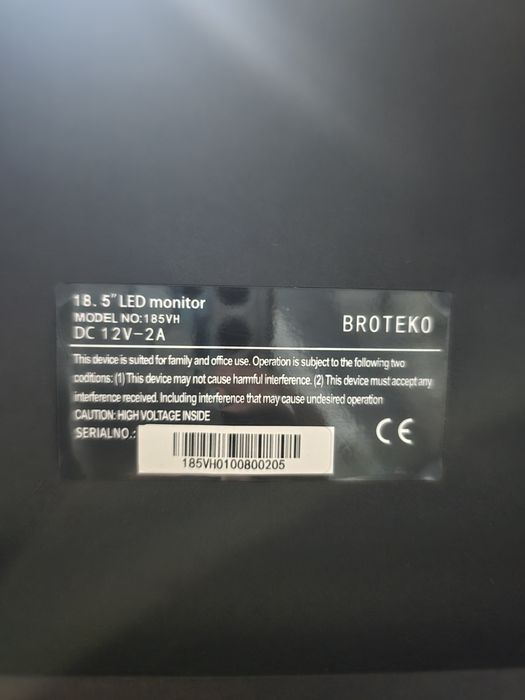 18.5" LED monitor
MODEL NO:185VH
DC 12V-2A
BROTEKO
This device is suited for family and office use. Operation is subject to the following two
coditions: (1) This device may not cause harmful interference. (2) This device must accept any
interference received. Including interference that may cause undesired operation
CAUTION: HIGH VOLTAGE INSIDE
SERIALNO.:
185VH0100800205
CE